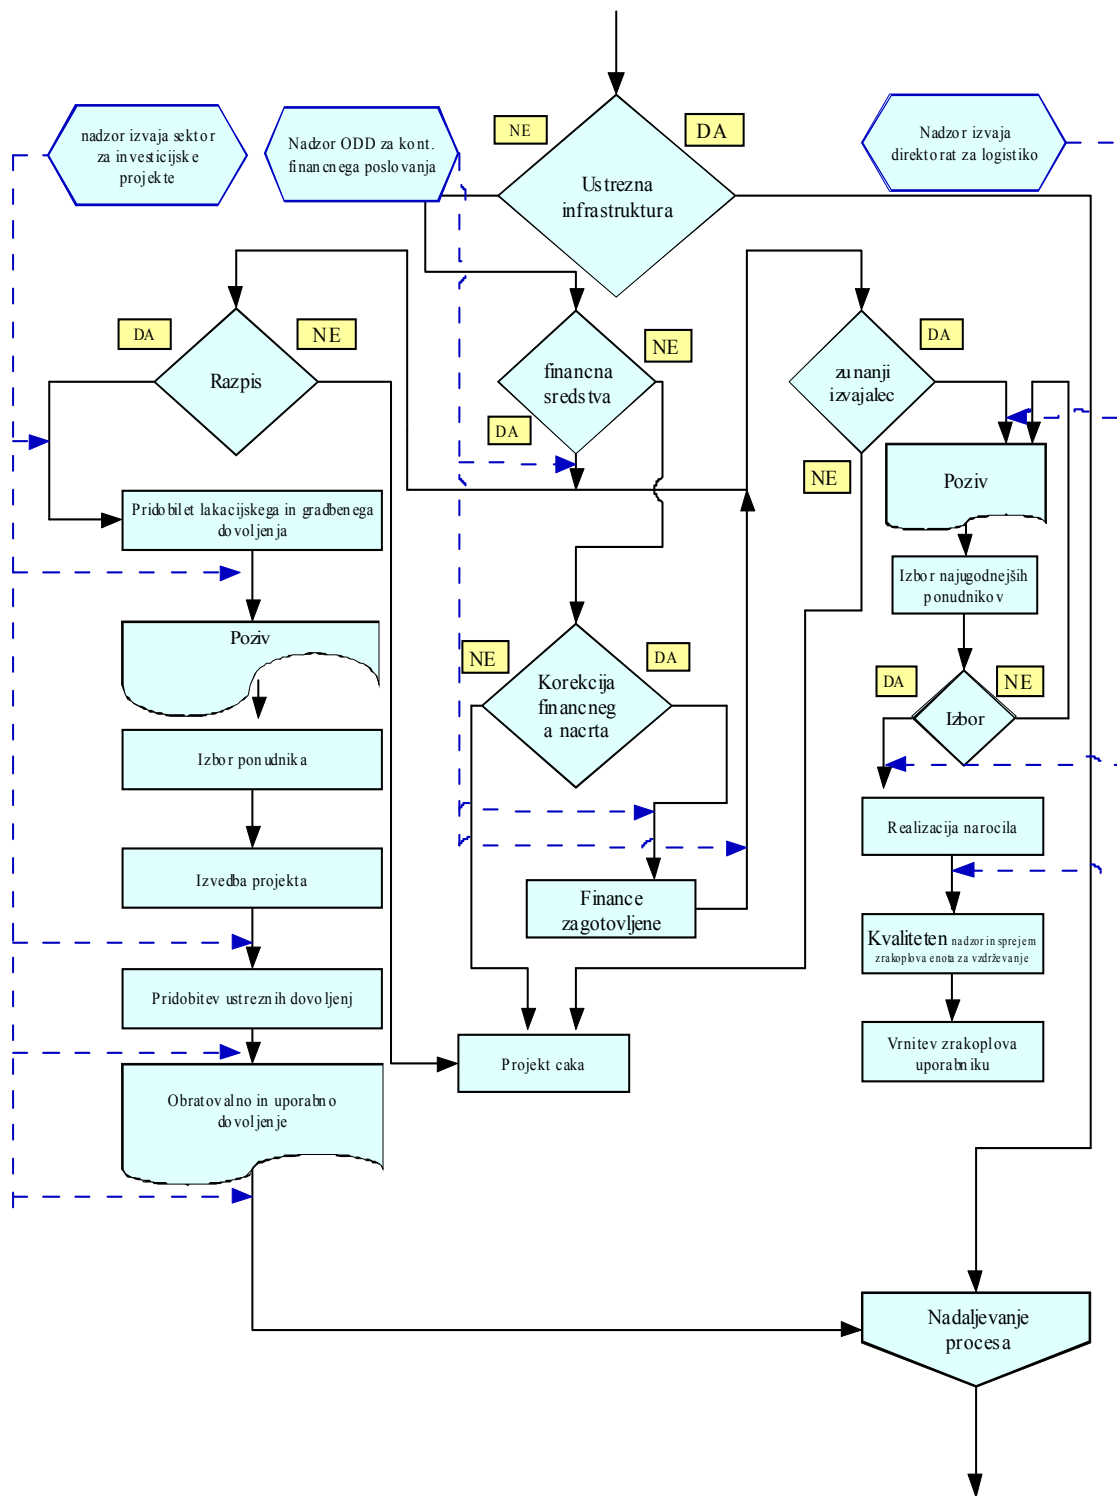 nadzor izvaja sektor
za investicijske
projekte
Nadzor ODD za kont.
financnega poslovanja
NE
DA
Nadzor izvaja
direktorat za logistiko
Ustrezna
infrastruktura
DA
NE
Razpis
financna
sredstva
NE
DA
zunanji
izvajalec
DA
NE
Poziv
Pridobilet lakacijskega in gradbenega
dovoljenja
Izbor najugodnejših
ponudnikov
Poziv
NE
DA
Korekcija
financneg
a nacrta
DA
NE
Izbor
Izbor ponudnika
Realizacija narocila
Izvedba projekta
Finance
zagotovljene
Kvaliteten nadzor in sprejem
zrakoplova enota za vzdrževanje
Pridobitev ustreznih dovoljenj
Projekt caka
Vrnitev zrakoplova
uporabniku
Obratovalno in uporabno
dovoljenje
Nadaljevanje
procesa